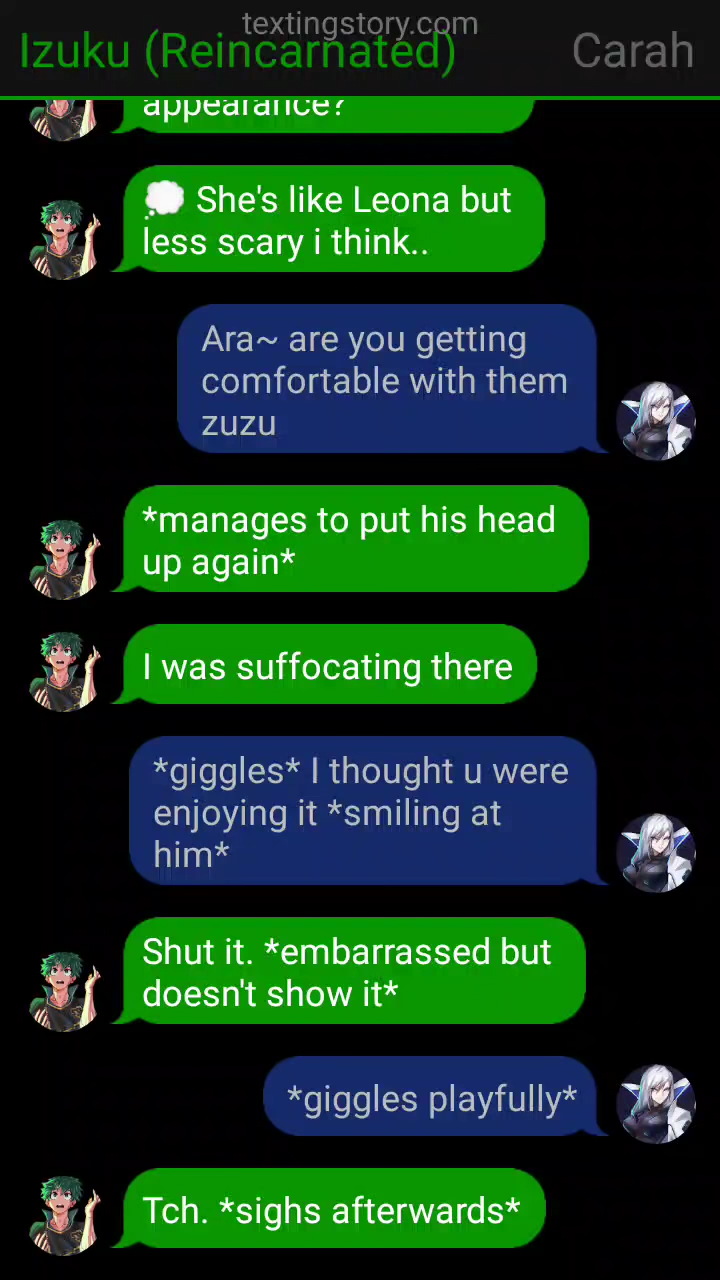 textingstory.com
Izuku (Reincarnated)
Carah
appearance?
💭 She's like Leona but
less scary i think..
Ara~ are you getting
comfortable with them
zuzu
*manages to put his head
up again*
I was suffocating there
*giggles* I thought u were
enjoying it *smiling at
him*
Shut it. *embarrassed but
doesn't show it*
*giggles playfully*
Tch. *sighs afterwards*